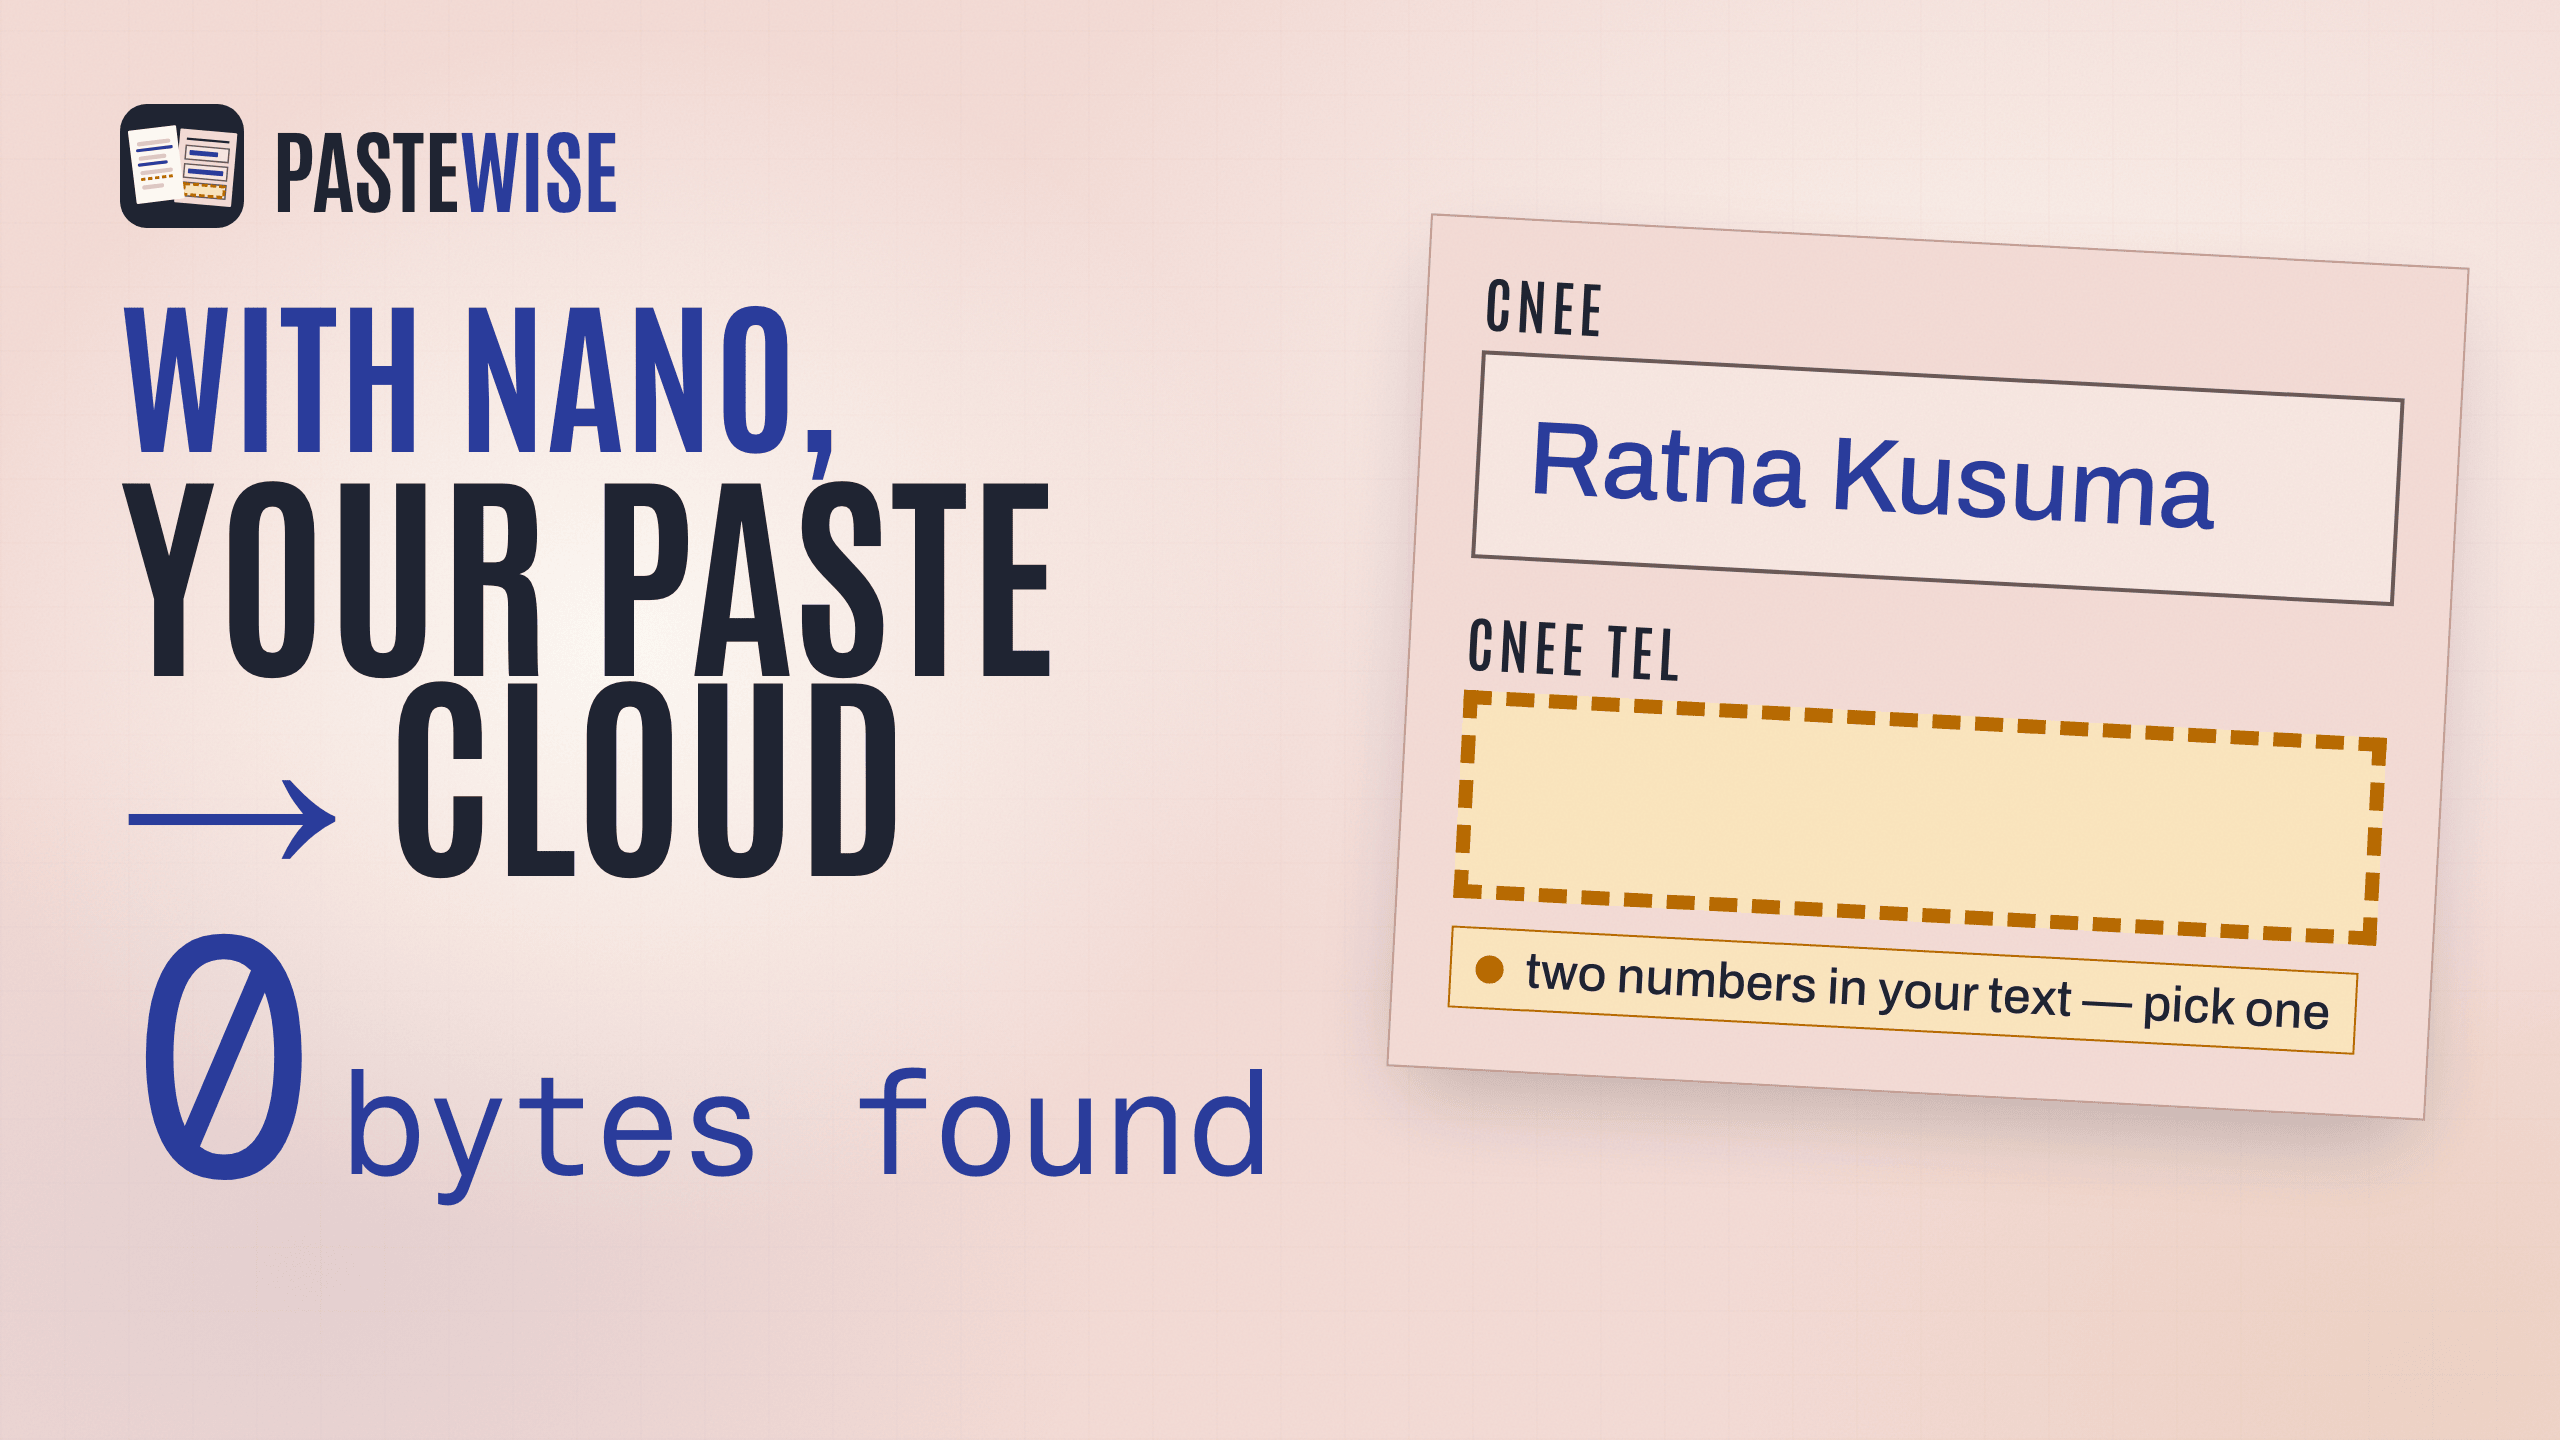 PASTEWISE
WITH NANO,
YOUR PASTE
→ CLOUD
0 bytes found
CNEE
Ratna Kusuma
CNEE TEL
two numbers in your text — pick one